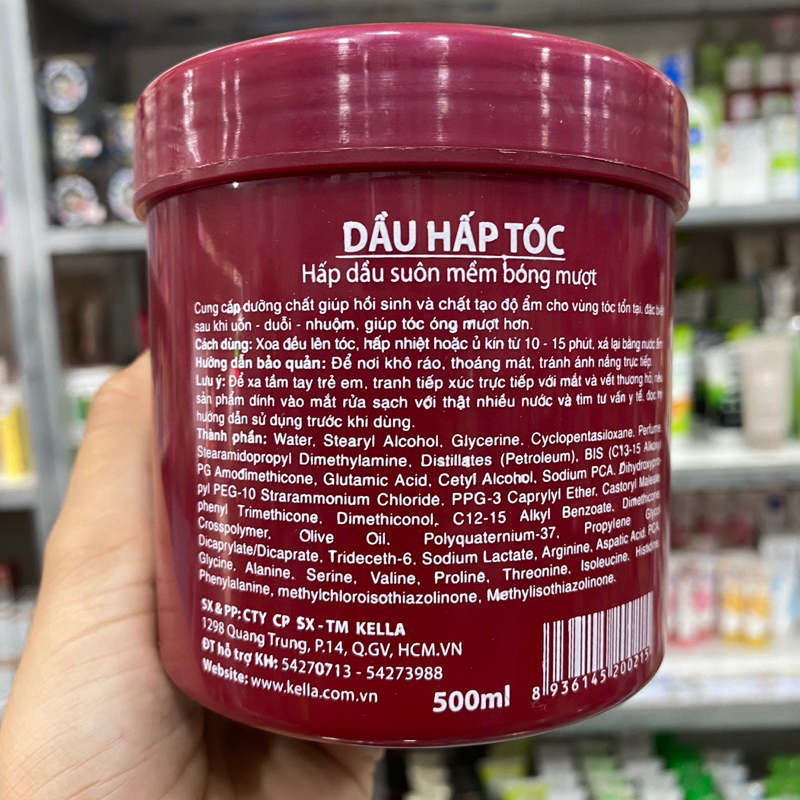 DẦU HẤP TÓC
Hấp dầu suôn mềm bóng mượt
Cung cấp dưỡng chất giúp hồi sinh và chất tạo độ ẩm cho vùng tóc tổn tại, đặc biệt
sau khi uốn - duỗi - nhuộm, giúp tóc óng mượt hơn.
Cách dùng: Xoa đều lên tóc, hấp nhiệt hoặc ủ kín từ 10 - 15 phút, xả lại bằng nước ấm
Hướng dẫn bảo quản: Để nơi khô ráo, thoáng mát, tránh ánh nắng trực tiếp.
Lưu ý: Để xa tầm tay trẻ em, tranh tiếp xúc trực tiếp với mắt và vết thương hở, nếu
sản phẩm dính vào mắt rửa sạch với thật nhiều nước và tìm tư vấn y tế, đọc kỹ
hướng dẫn sử dụng trước khi dùng.
Thành phần: Water, Stearyl Alcohol, Glycerine, Cyclopentasiloxane, Perfume,
Stearamidopropyl Dimethylamine, Distillates (Petroleum), BIS (C13-15 Alkoxy)
PG Amodimethicone, Glutamic Acid, Cetyl Alcohol, Sodium PCA, Dihydroxypro-
pyl PEG-10 Strarammonium Chloride, PPG-3 Caprylyl Ether, Castoryl Maleate,
phenyl Trimethicone, Dimethiconol, C12-15 Alkyl Benzoate, Dimethicone
Crosspolymer, Olive Oil, Polyquaternium-37, Propylene Glycol
Dicaprylate/Dicaprate, Trideceth-6, Sodium Lactate, Arginine, Aspatic Acid, PCA,
Glycine, Alanine, Serine, Valine, Proline, Threonine, Isoleucine, Histidine,
Phenylalanine, methylchloroisothiazolinone, Methylisothiazolinone.
SX & PP: CTY CP SX - TM KELLA
1298 Quang Trung, P.14, Q.GV, HCM.VN
ĐT hỗ trợ KH: 54270713 - 54273988
Website: www.kella.com.vn
500ml
8 936145 200215